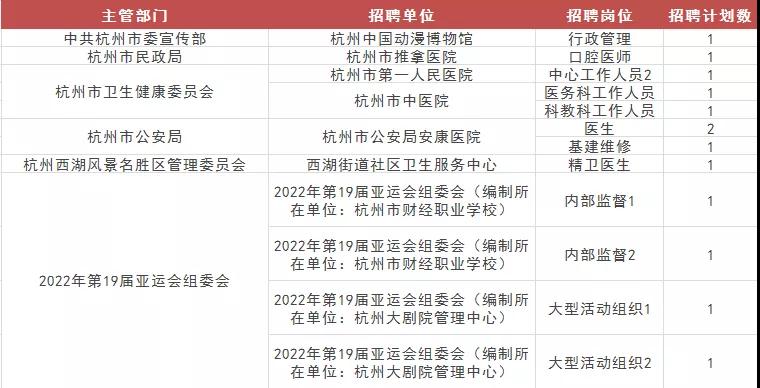 主管部门 招聘单位 招聘岗位 招聘计划数
中共杭州市委宣传部 杭州中国动漫博物馆 行政管理 1
杭州市民政局 杭州市推拿医院 口腔医师 1
杭州市卫生健康委员会 杭州市第一人民医院 中心工作人员2 1
杭州市中医院 医务科工作人员 1
科教科工作人员 1
杭州市公安局 杭州市公安局安康医院 医生 2
基建维修 1
杭州西湖风景名胜区管理委员会 西湖街道社区卫生服务中心 精卫医生 1
2022年第19届亚运会组委会 2022年第19届亚运会组委会（编制所
在单位：杭州市财经职业学校） 内部监督1 1
2022年第19届亚运会组委会（编制所
在单位：杭州市财经职业学校） 内部监督2 1
2022年第19届亚运会组委会（编制所
在单位：杭州大剧院管理中心） 大型活动组织1 1
2022年第19届亚运会组委会（编制所
在单位：杭州大剧院管理中心） 大型活动组织2 1